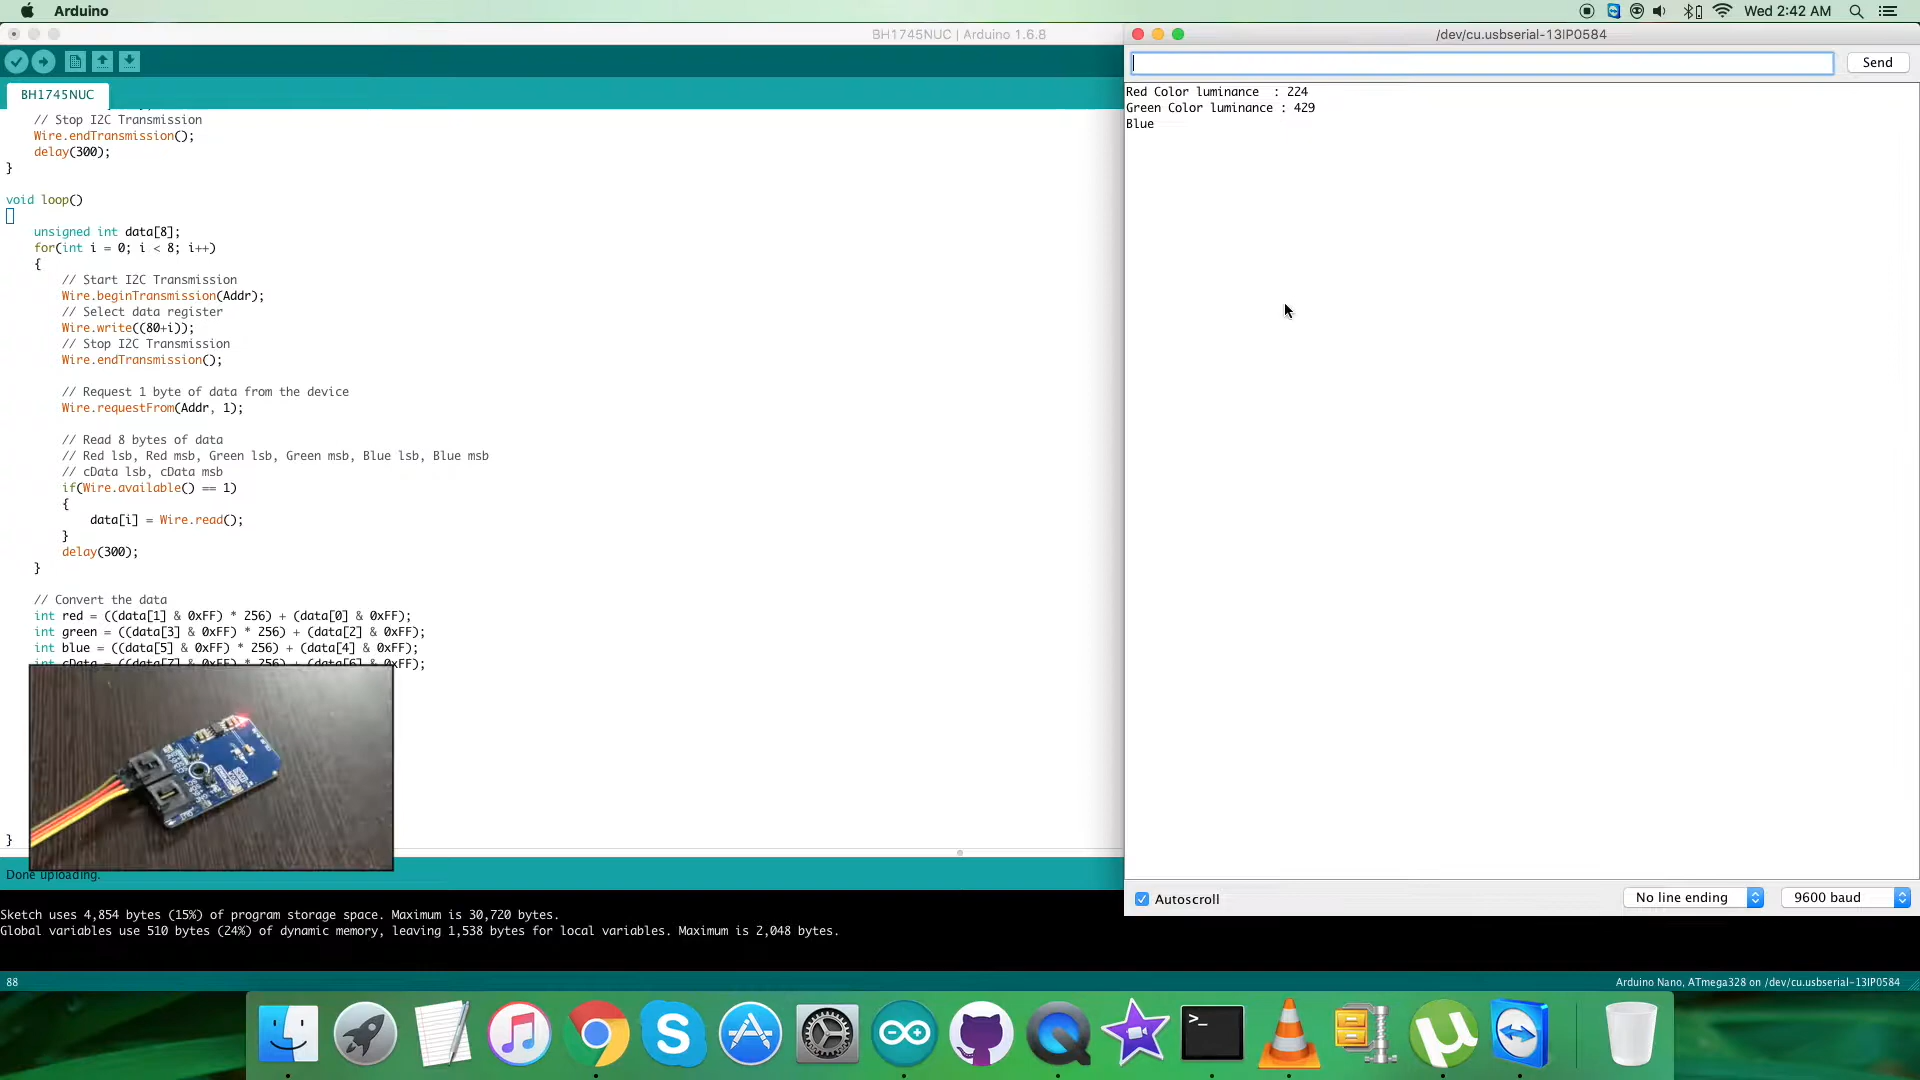 Arduino
Wed 2:42 AM
BH1745NUC | Arduino 1.6.8
BH1745NUC
// Stop I2C Transmission
Wire.endTransmission();
delay(300);
}
void loop()
unsigned int data[8];
for(int i = 0; i < 8; i++)
{
// Start I2C Transmission
Wire.beginTransmission(Addr);
// Select data register
Wire.write((80+i));
// Stop I2C Transmission
Wire.endTransmission();
// Request 1 byte of data from the device
Wire.requestFrom(Addr, 1);
// Read 8 bytes of data
// Red lsb, Red msb, Green lsb, Green msb, Blue lsb, Blue msb
// cData lsb, cData msb
if(Wire.available() == 1)
{
data[i] = Wire.read();
}
delay(300);
}
// Convert the data
int red = ((data[1] & 0xFF) * 256) + (data[0] & 0xFF);
int green = ((data[3] & 0xFF) * 256) + (data[2] & 0xFF);
int blue = ((data[5] & 0xFF) * 256) + (data[4] & 0xFF);
int cData = ((data[7] & 0xFF) * 256) + (data[6] & 0xFF);
}
Done uploading.
Sketch uses 4,854 bytes (15%) of program storage space. Maximum is 30,720 bytes.
Global variables use 510 bytes (24%) of dynamic memory, leaving 1,538 bytes for local variables. Maximum is 2,048 bytes.
88
Arduino Nano, ATmega328 on /dev/cu.usbserial-13IP0584
/dev/cu.usbserial-13IP0584
Send
Red Color luminance : 224
Green Color luminance : 429
Blue
Autoscroll
No line ending
9600 baud